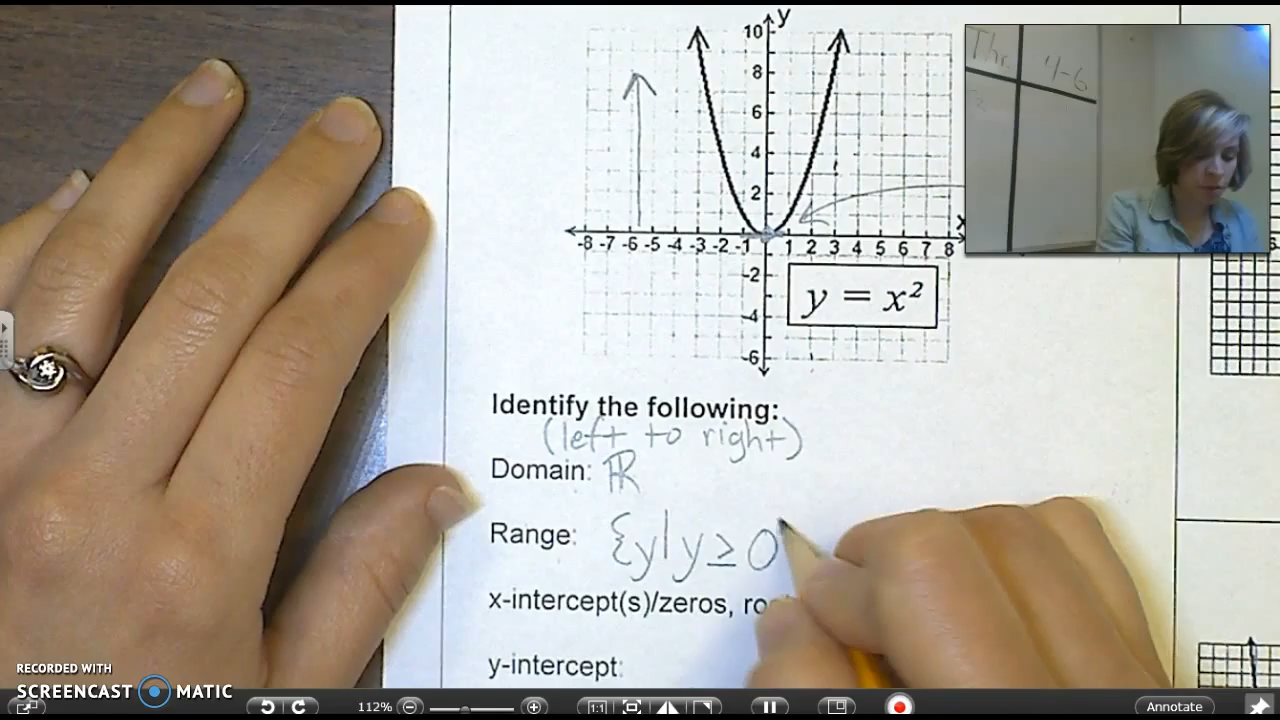 y
10
8
6
4
2
-8 -7 -6 -5 -4 -3 -2 -1 1 2 3 4 5 6 7 8
x
-2
-4
-6
y = x²
Thr 4-6
Identify the following:
(left to right)
Domain: ℝ
Range: {y|y≥0
x-intercept(s)/zeros,
y-intercept:
RECORDED WITH
SCREENCAST MATIC
112%
1:1
Annotate